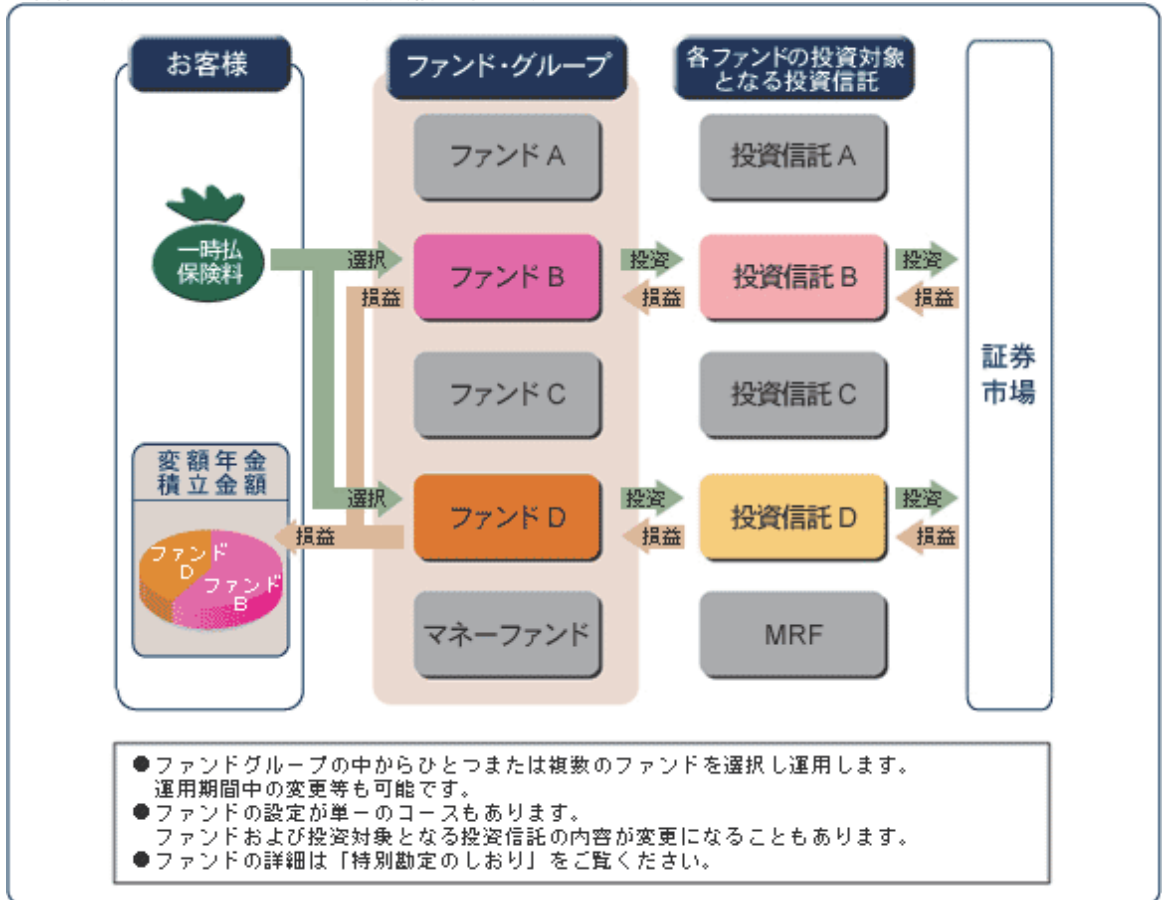 お客様
ファンド・グループ
各ファンドの投資対象
となる投資信託
ファンド A
投資信託 A
一時払
保険料
選択
ファンド B
投資
投資信託 B
投資
損益
損益
損益
ファンド C
投資信託 C
証券
市場
変額年金
積立金額
選択
ファンド D
投資
投資信託 D
投資
損益
損益
損益
ファンド
D
ファンド
B
マネーファンド
MRF
●ファンドグループの中からひとつまたは複数のファンドを選択し運用します。
運用期間中の変更等も可能です。
●ファンドの設定が単一のコースもあります。
ファンドおよび投資対象となる投資信託の内容が変更になることもあります。
●ファンドの詳細は「特別勘定のしおり」をご覧ください。